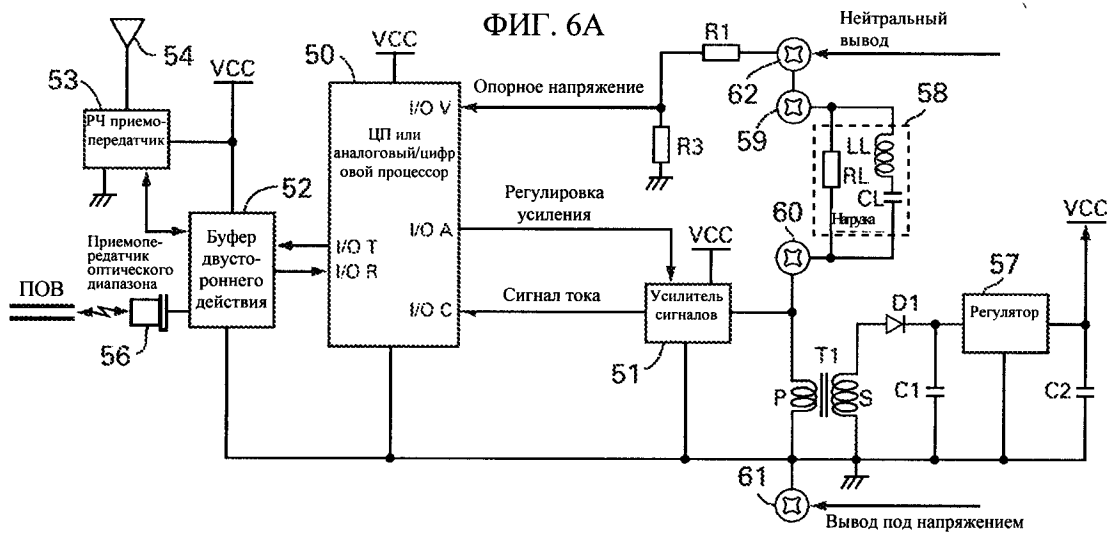 ФИГ. 6А
54
VCC
53
РЧ приемо-
передатчик
52
Буфер
двусто-
роннего
действия
Приемопе-
редатчик
оптического
диапазона
ПОВ
56
VCC
50
I/O V
ЦП или
аналоговый/цифр
овой процессор
I/O A
I/O T
I/O R
I/O C
Опорное напряжение
Регулировка
усиления
Сигнал тока
R1
R3
Нейтральный
вывод
62
59
58
LL
RL
CL
Нагрузка
60
VCC
Усилитель
сигналов
51
T1
P
S
D1
C1
57
Регулятор
VCC
C2
61
Вывод под напряжением